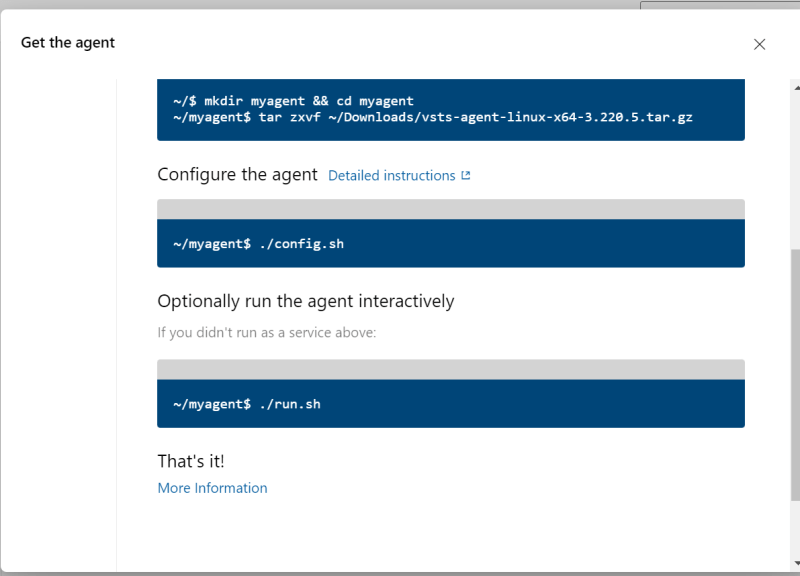 Get the agent
~/$ mkdir myagent && cd myagent
~/myagent$ tar zxvf ~/Downloads/vsts-agent-linux-x64-3.220.5.tar.gz
Configure the agent Detailed instructions
~/myagent$ ./config.sh
Optionally run the agent interactively
If you didn't run as a service above:
~/myagent$ ./run.sh
That's it!
More Information